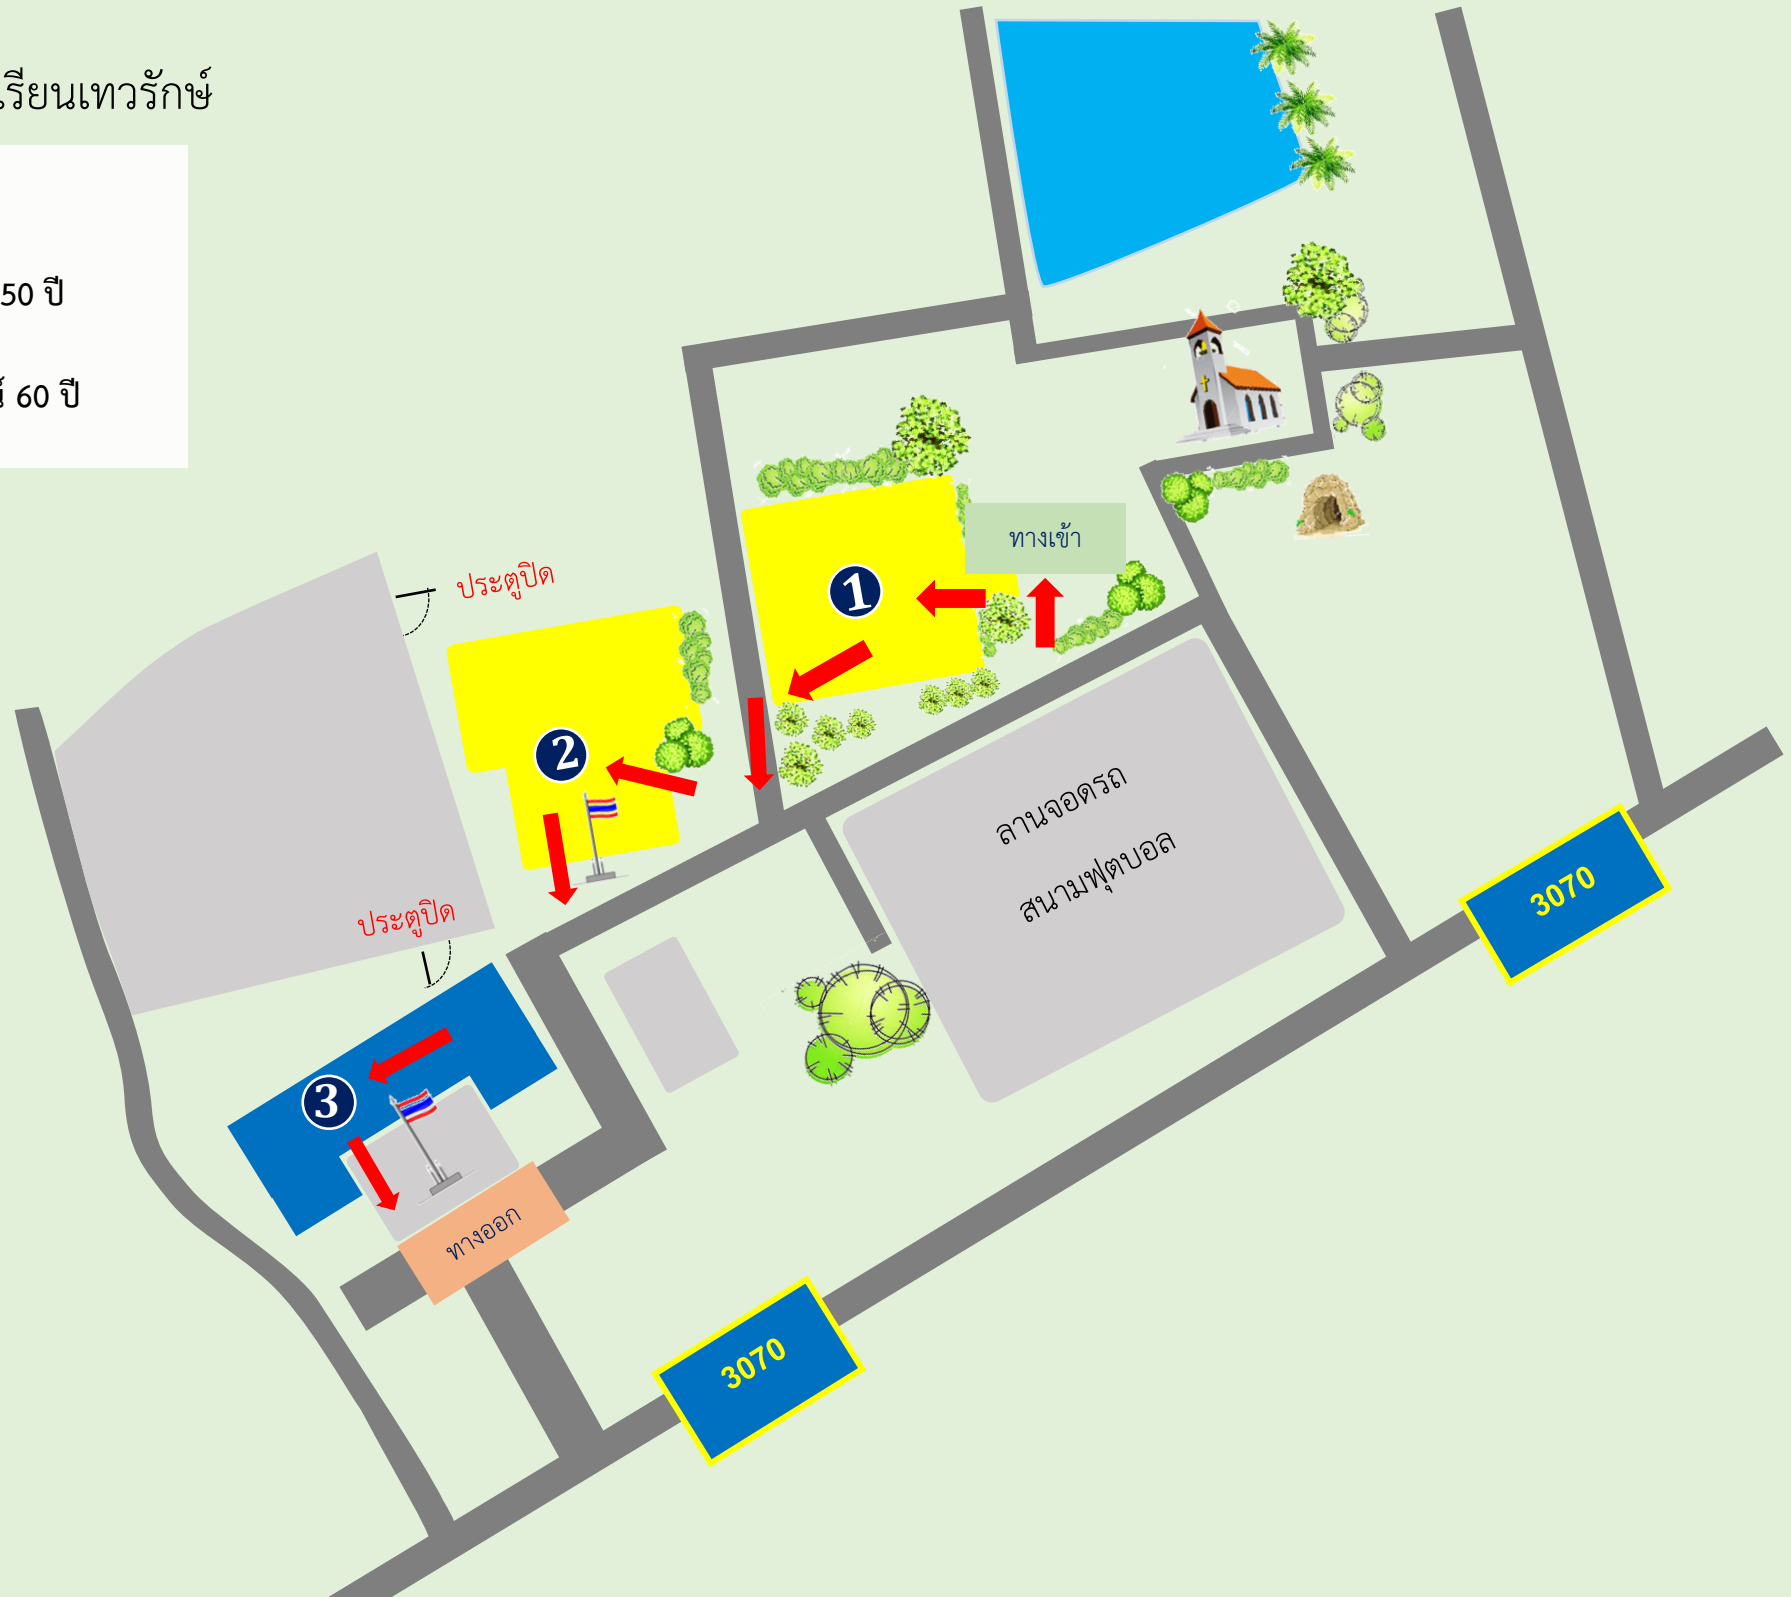 เรียนเทวรักษ์
50 ปี
60 ปี
ทางเข้า
ประตูปิด
1
2
ลานจอดรถ
สนามฟุตบอล
3070
ประตูปิด
3
ทางออก
3070